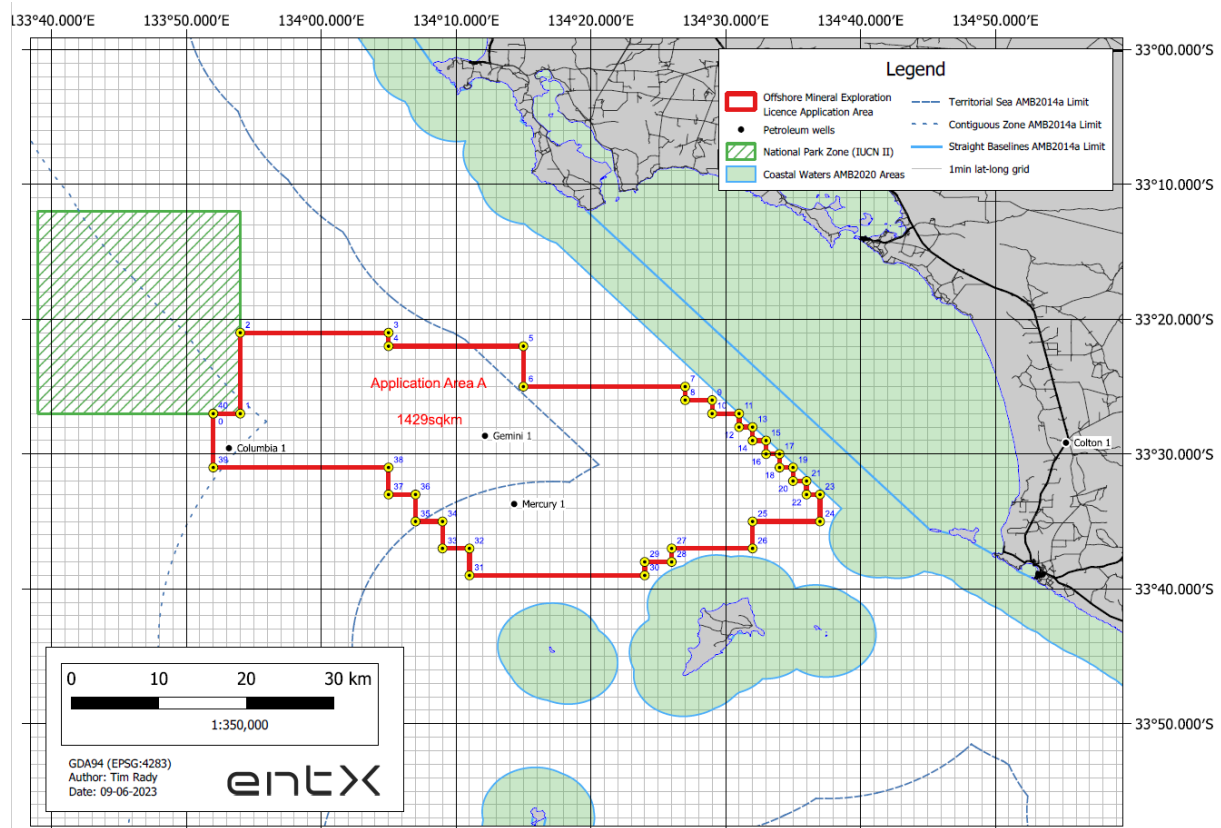 133°40.000'E 133°50.000'E 134°00.000'E 134°10.000'E 134°20.000'E 134°30.000'E 134°40.000'E 134°50.000'E
33°00.000'S
Legend
Offshore Mineral Exploration
Licence Application Area
Petroleum wells
National Park Zone (IUCN II)
Coastal Waters AMB2020 Areas
Territorial Sea AMB2014a Limit
Contiguous Zone AMB2014a Limit
Straight Baselines AMB2014a Limit
1min lat-long grid
33°10.000'S
33°20.000'S
2
3
4
5
6
Application Area A
1429sqkm
7
8
9
10
11
12
13
14
15
16
17
18
19
20
21
22
23
24
25
26
27
28
29
30
31
32
33
34
35
36
37
38
39
40
0
1
Columbia 1
Gemini 1
Mercury 1
Colton 1
33°30.000'S
33°40.000'S
33°50.000'S
0 10 20 30 km
1:350,000
GDA94 (EPSG:4283)
Author: Tim Rady
Date: 09-06-2023
entX